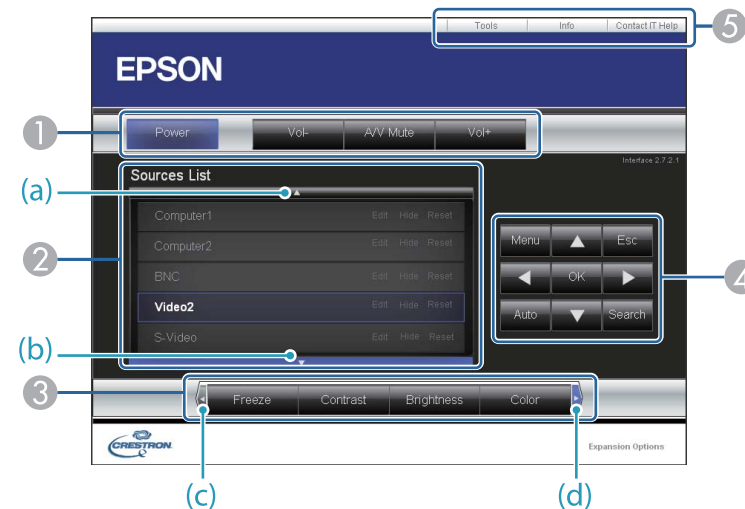 Tools Info Contact IT Help
5
EPSON
1
Power Vol- A/V Mute Vol+
Interface 2.7.2.1
Sources List
(a)
Computer1 Edit Hide Reset
Computer2 Edit Hide Reset
2
BNC Edit Hide Reset
Video2 Edit Hide Reset
S-Video Edit Hide Reset
(b)
Menu Esc
OK
4
Auto Search
3
Freeze Contrast Brightness Color
CRESTRON
Expansion Options
(c) (d)